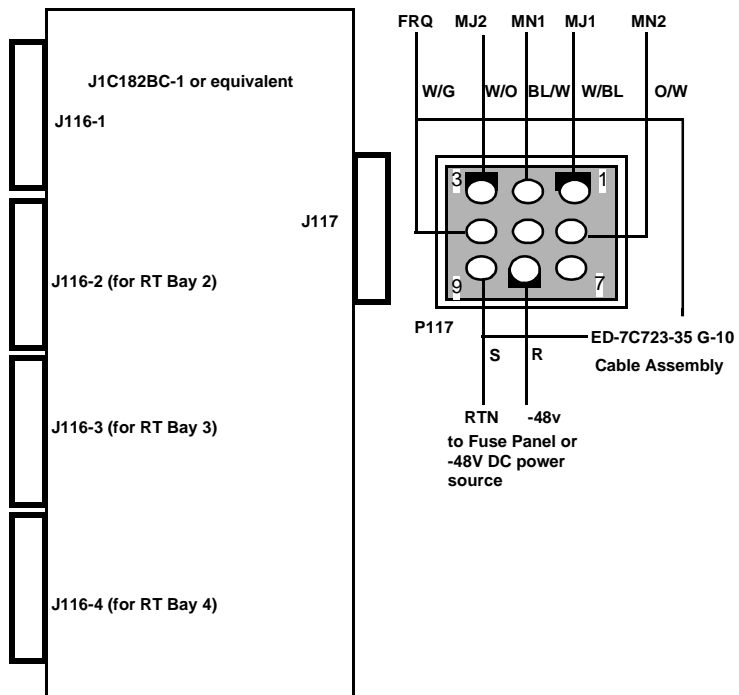 FRQ MJ2 MN1 MJ1 MN2
J1C182BC-1 or equivalent
W/G W/O BL/W W/BL O/W
J116-1
3 1
J117
J116-2 (for RT Bay 2)
9 7
P117
ED-7C723-35 G-10
Cable Assembly
S R
RTN -48v
to Fuse Panel or
-48V DC power
source
J116-3 (for RT Bay 3)
J116-4 (for RT Bay 4)